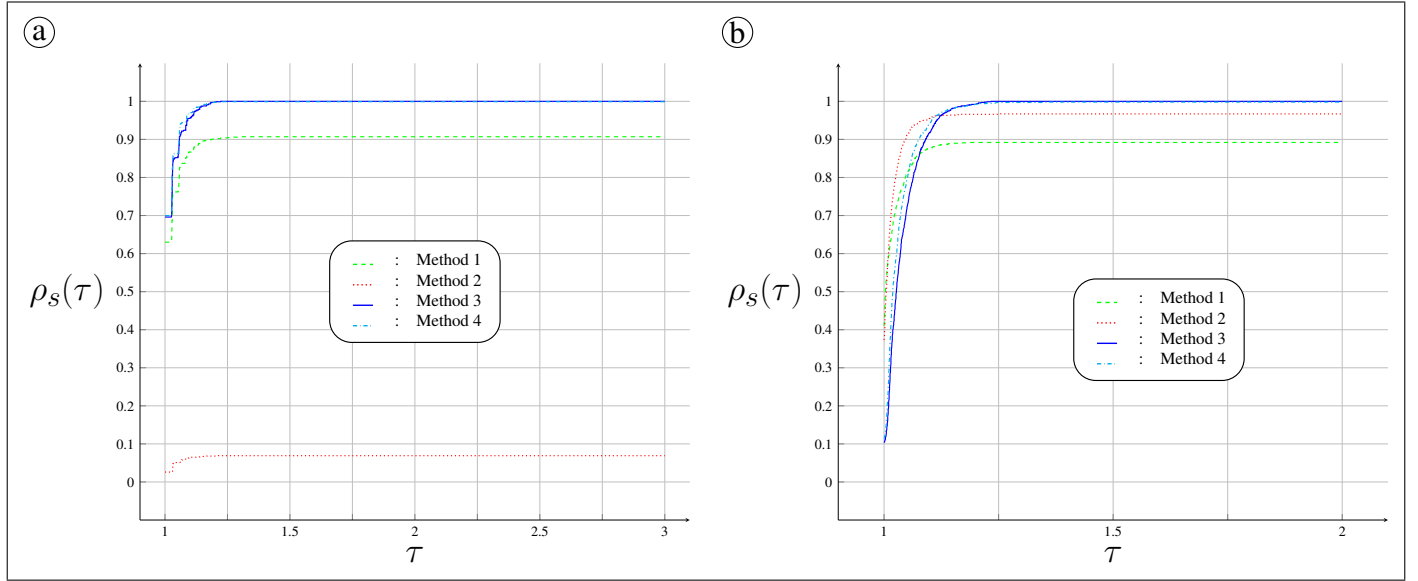 a
1
0.9
0.8
0.7
0.6
0.5
0.4
0.3
0.2
0.1
0
ρs(τ)
: Method 1
: Method 2
: Method 3
: Method 4
1 1.5 2 2.5 3
τ
b
1
0.9
0.8
0.7
0.6
0.5
0.4
0.3
0.2
0.1
0
ρs(τ)
: Method 1
: Method 2
: Method 3
: Method 4
1 1.5 2
τ